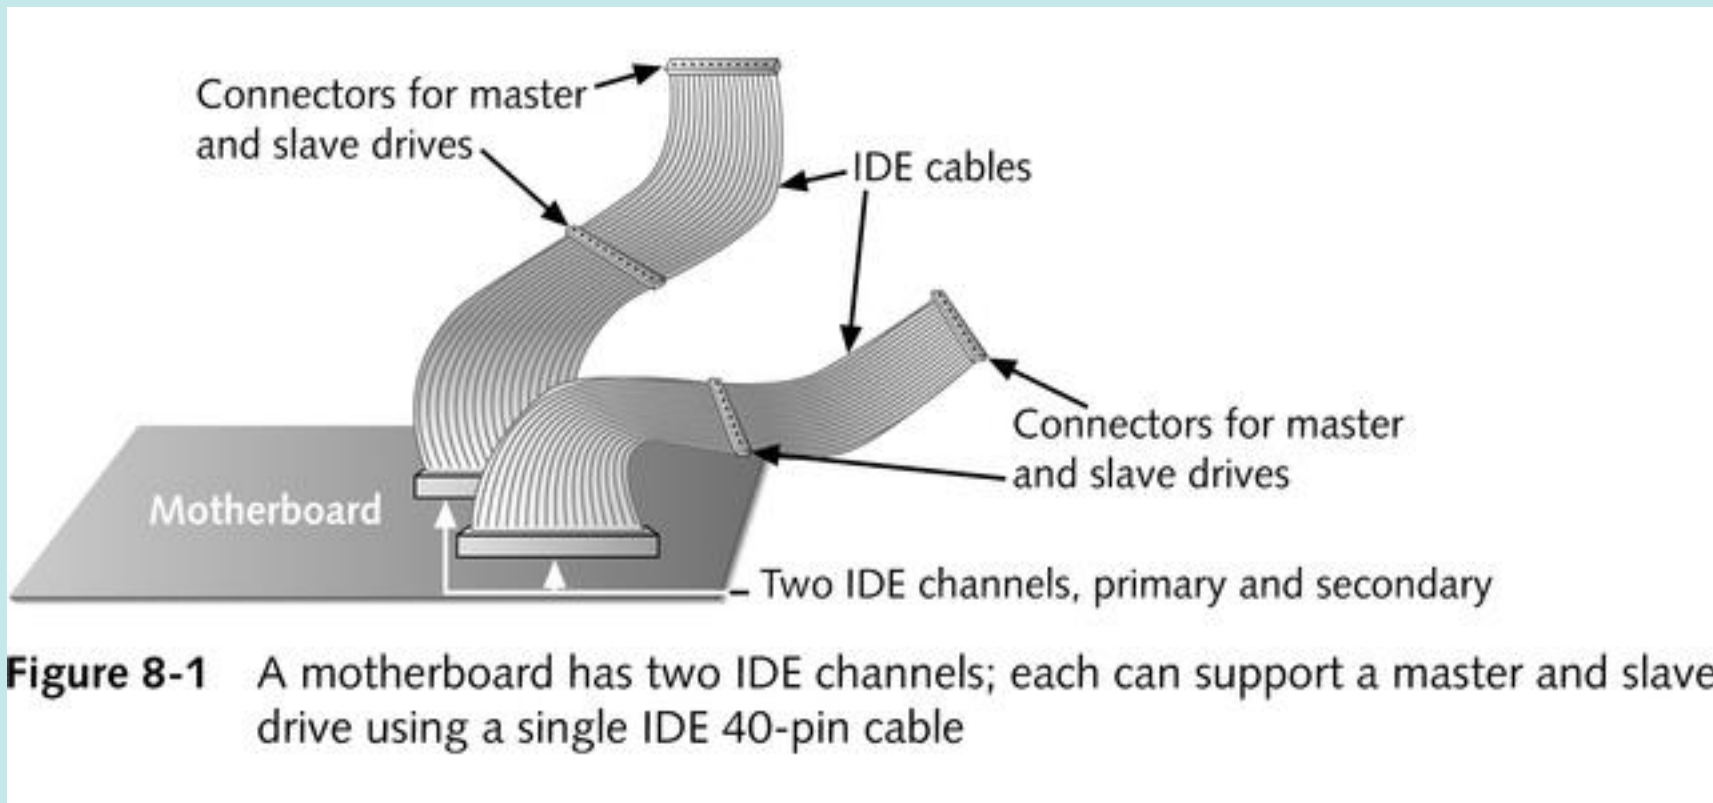 Connectors for master
and slave drives
IDE cables
Connectors for master
and slave drives
Motherboard
Two IDE channels, primary and secondary
Figure 8-1 A motherboard has two IDE channels; each can support a master and slave
drive using a single IDE 40-pin cable